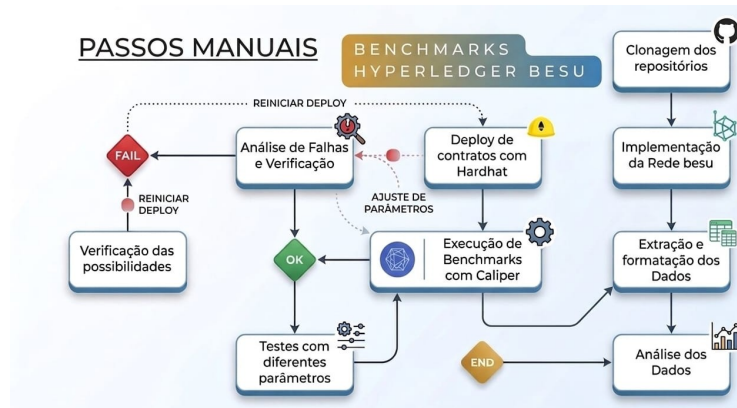 PASSOS MANUAIS
BENCHMARKS
HYPERLEDGER BESU
Clonagem dos
repositórios
REINICIAR DEPLOY
FAIL
Análise de Falhas
e Verificação
Deploy de
contratos com
Hardhat
Implementação
da Rede besu
REINICIAR
DEPLOY
AJUSTE DE
PARÂMETROS
Verificação das
possibilidades
OK
Execução de
Benchmarks
com Caliper
Extração e
formatação dos
Dados
Testes com
diferentes
parâmetros
END
Análise dos
Dados